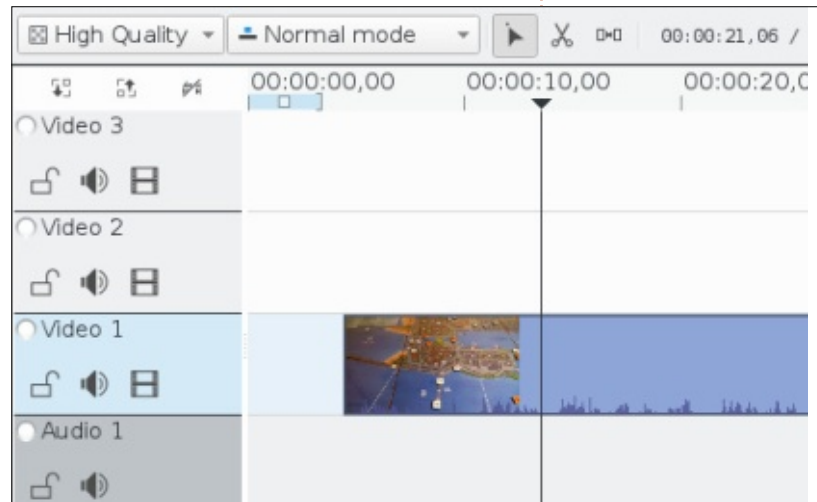 High Quality Normal mode 00:00:21,06 /
00:00:00,00 00:00:10,00 00:00:20,0
Video 3
Video 2
Video 1
Audio 1